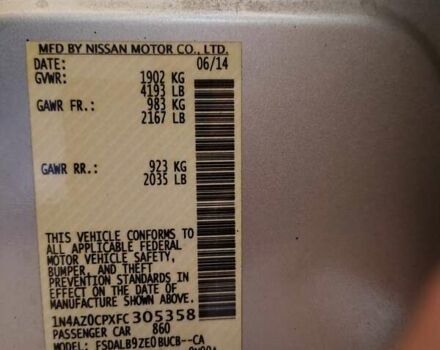 MFD BY NISSAN MOTOR CO., LTD.
DATE: 06/14
GVWR: 1902 KG
4193 LB
GAWR FR.: 983 KG
2167 LB
GAWR RR.: 923 KG
2035 LB
THIS VEHICLE CONFORMS TO
ALL APPLICABLE FEDERAL
MOTOR VEHICLE SAFETY,
BUMPER, AND THEFT
PREVENTION STANDARDS IN
EFFECT ON THE DATE OF
MANUFACTURE SHOWN ABOVE.
1N4AZ0CPXFC305358
PASSENGER CAR 860
MODEL: FSDALB9ZE0BUCB--CA